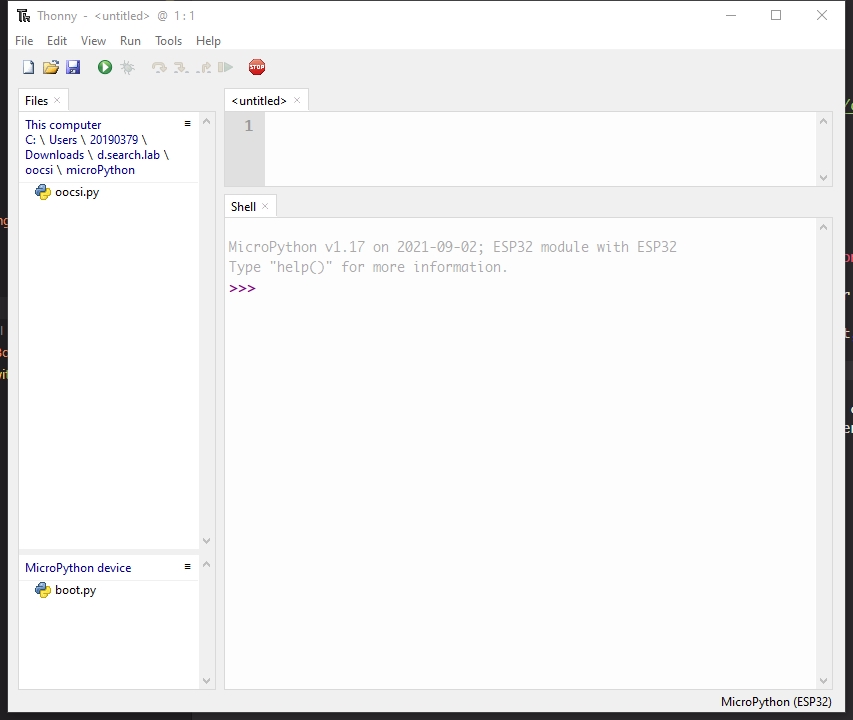 Thonny - <untitled> @ 1:1
File Edit View Run Tools Help
STOP
Files
This computer
C: \ Users \ 20190379 \
Downloads \ d.search.lab \
oocsi \ microPython
oocsi.py
MicroPython device
boot.py
<untitled>
1
Shell
MicroPython v1.17 on 2021-09-02; ESP32 module with ESP32
Type "help()" for more information.
>>>
MicroPython (ESP32)